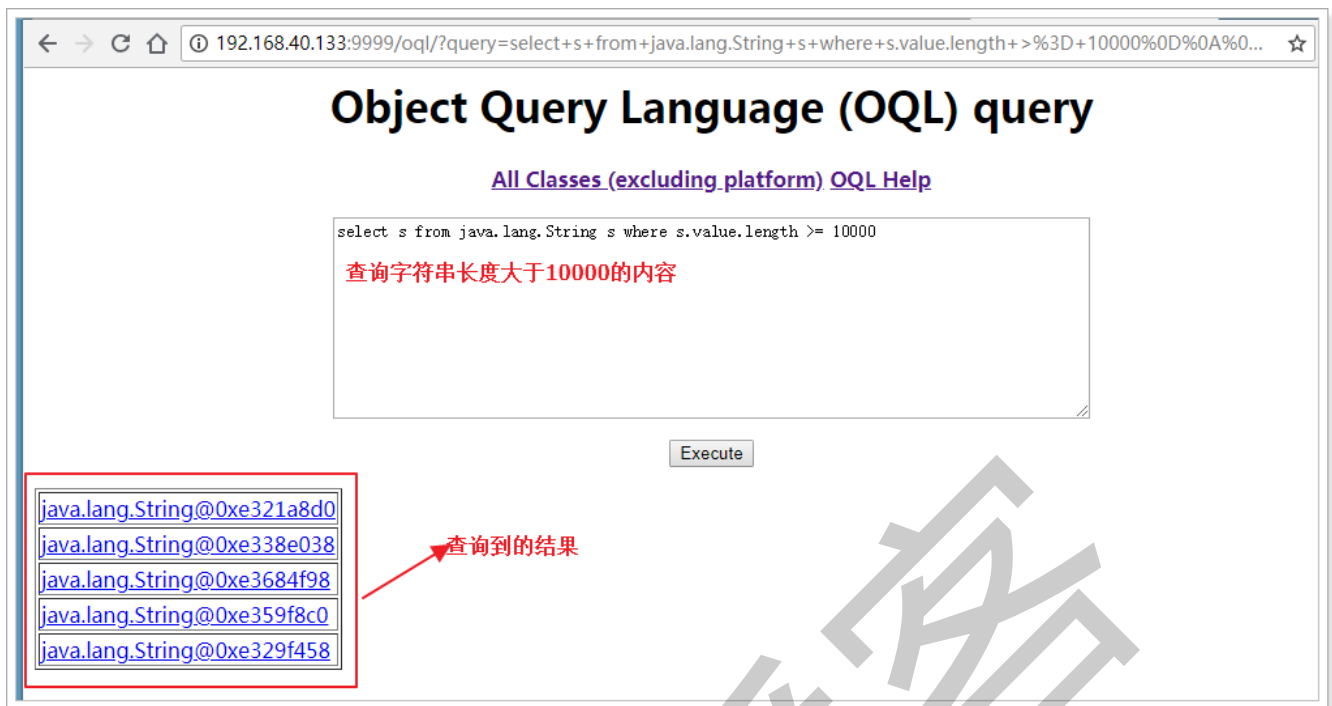 192.168.40.133:9999/oql/?query=select+s+from+java.lang.String+s+where+s.value.length+>%3D+10000%0D%0A%0...
Object Query Language (OQL) query
All Classes (excluding platform) OQL Help
select s from java.lang.String s where s.value.length >= 10000
查询字符串长度大于10000的内容
Execute
java.lang.String@0xe321a8d0
java.lang.String@0xe338e038
查询到的结果
java.lang.String@0xe3684f98
java.lang.String@0xe359f8c0
java.lang.String@0xe329f458
客